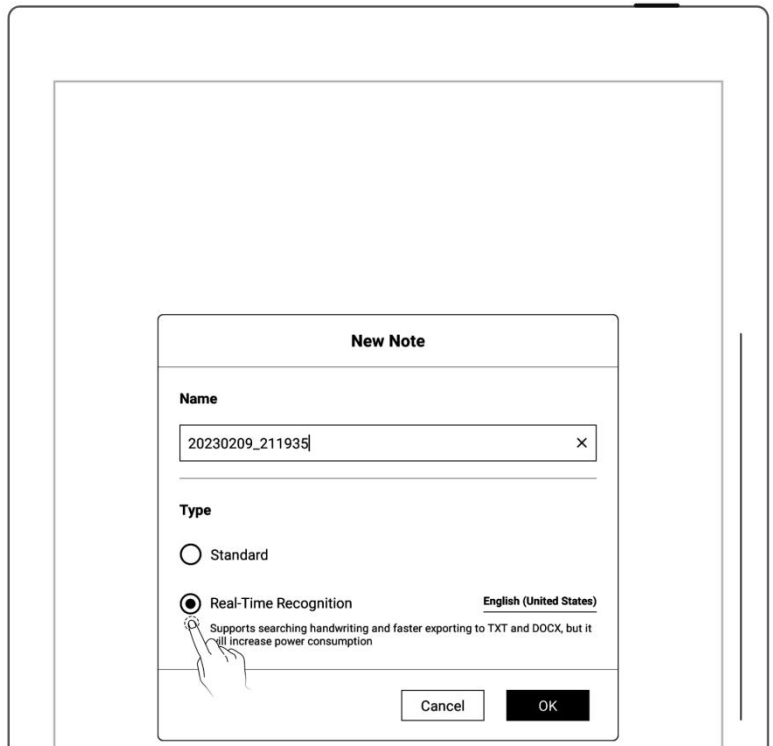 New Note
Name
20230209_211935
Type
Standard
Real-Time Recognition English (United States)
Supports searching handwriting and faster exporting to TXT and DOCX, but it
will increase power consumption
Cancel OK